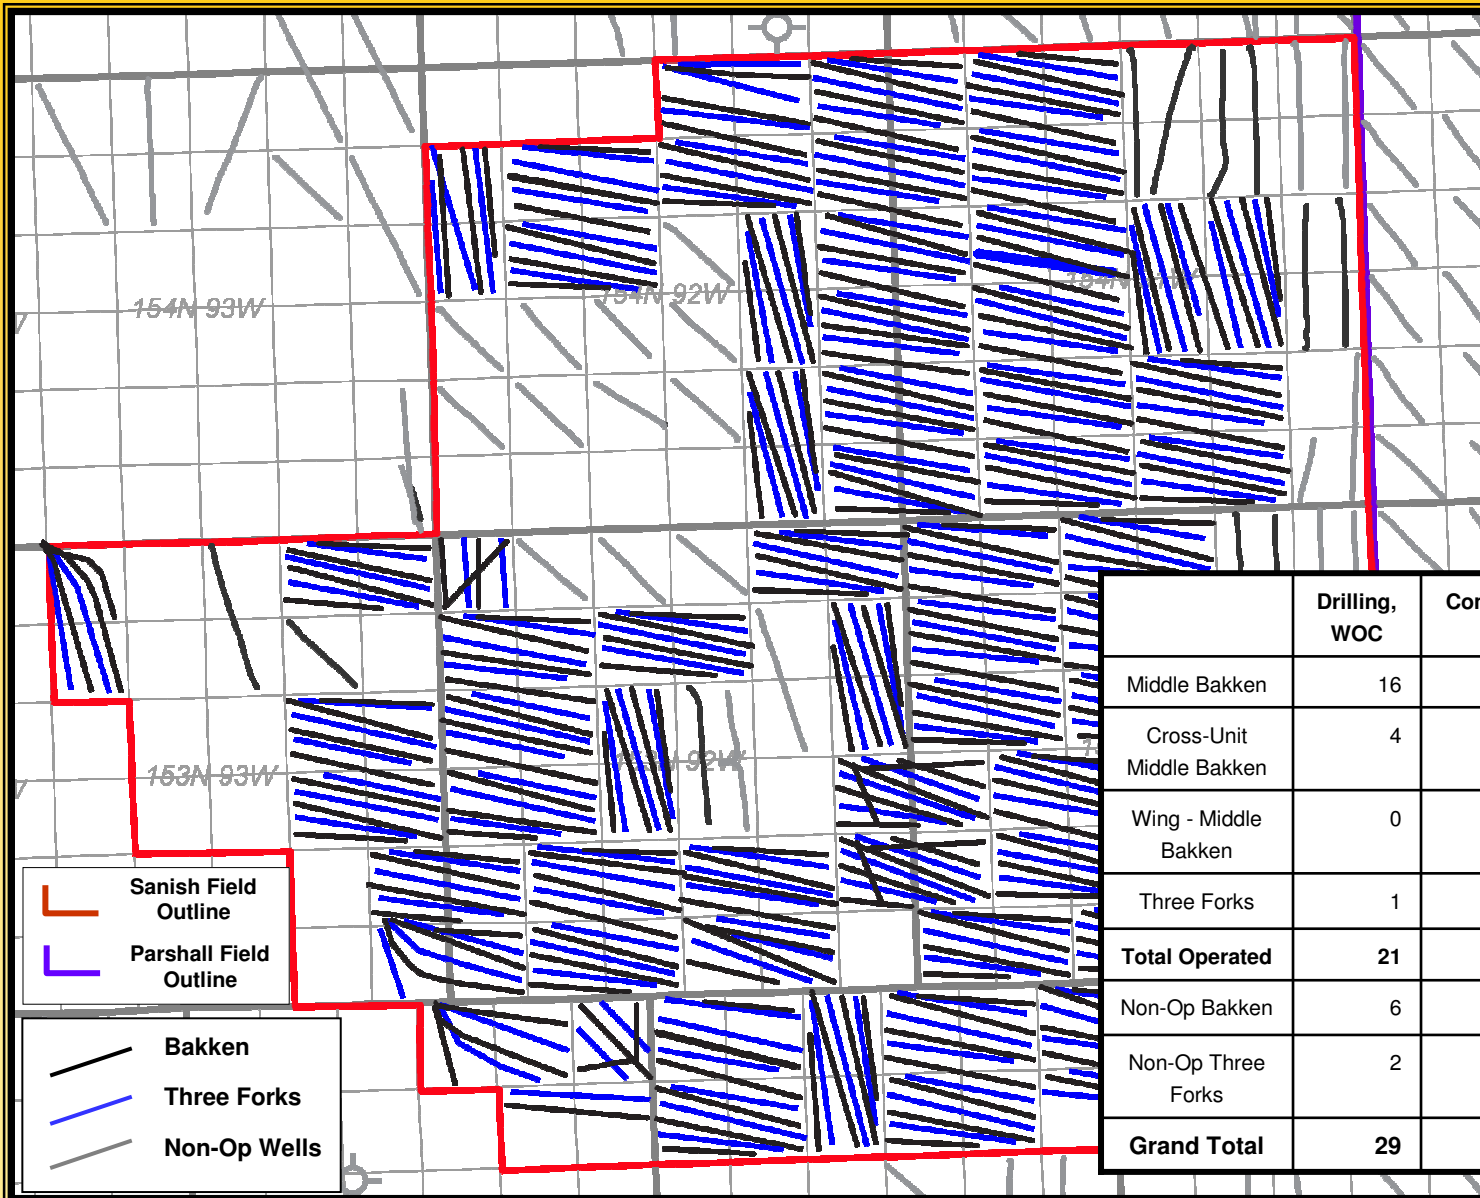 154N 93W
154N 92W
153N 93W
153N 92W
Sanish Field
Outline
Parshall Field
Outline
Bakken
Three Forks
Non-Op Wells
Drilling,
WOC
Middle Bakken 16
Cross-Unit 4
Middle Bakken
Wing - Middle 0
Bakken
Three Forks 1
Total Operated 21
Non-Op Bakken 6
Non-Op Three 2
Forks
Grand Total 29